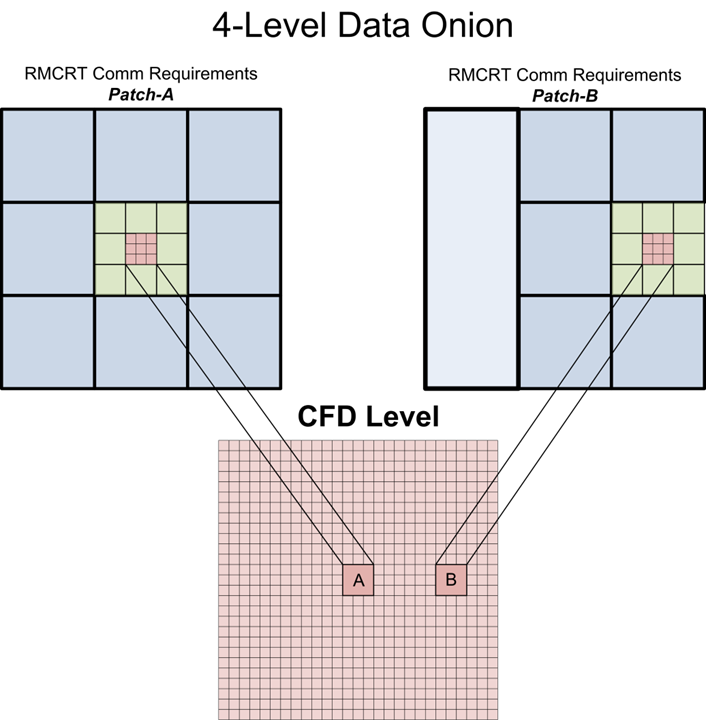 4-Level Data Onion
RMCRT Comm Requirements
Patch-A
RMCRT Comm Requirements
Patch-B
CFD Level
A
B